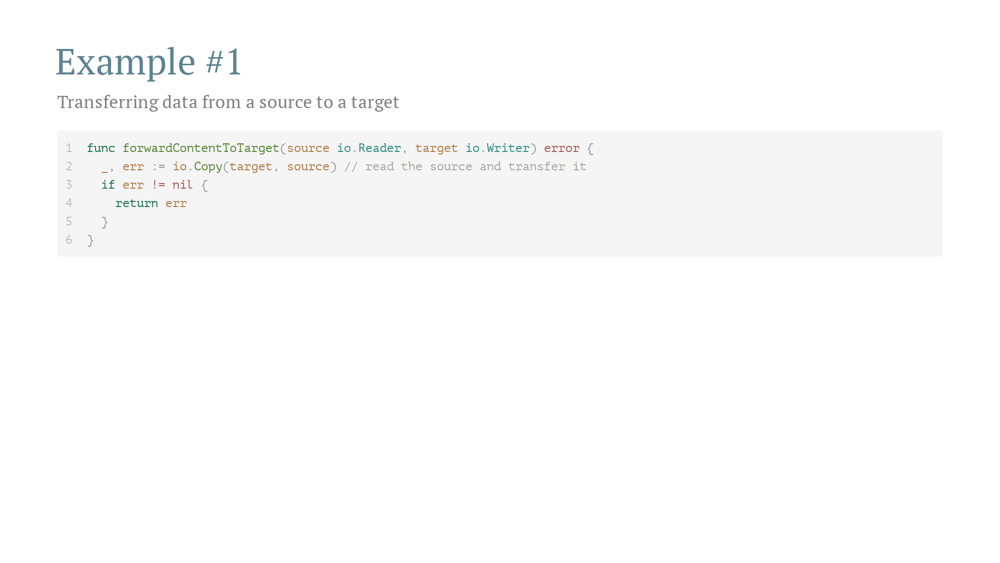 Example #1
Transferring data from a source to a target
1 func forwardContentToTarget(source io.Reader, target io.Writer) error {
2   _, err := io.Copy(target, source) // read the source and transfer it
3   if err != nil {
4     return err
5   }
6 }